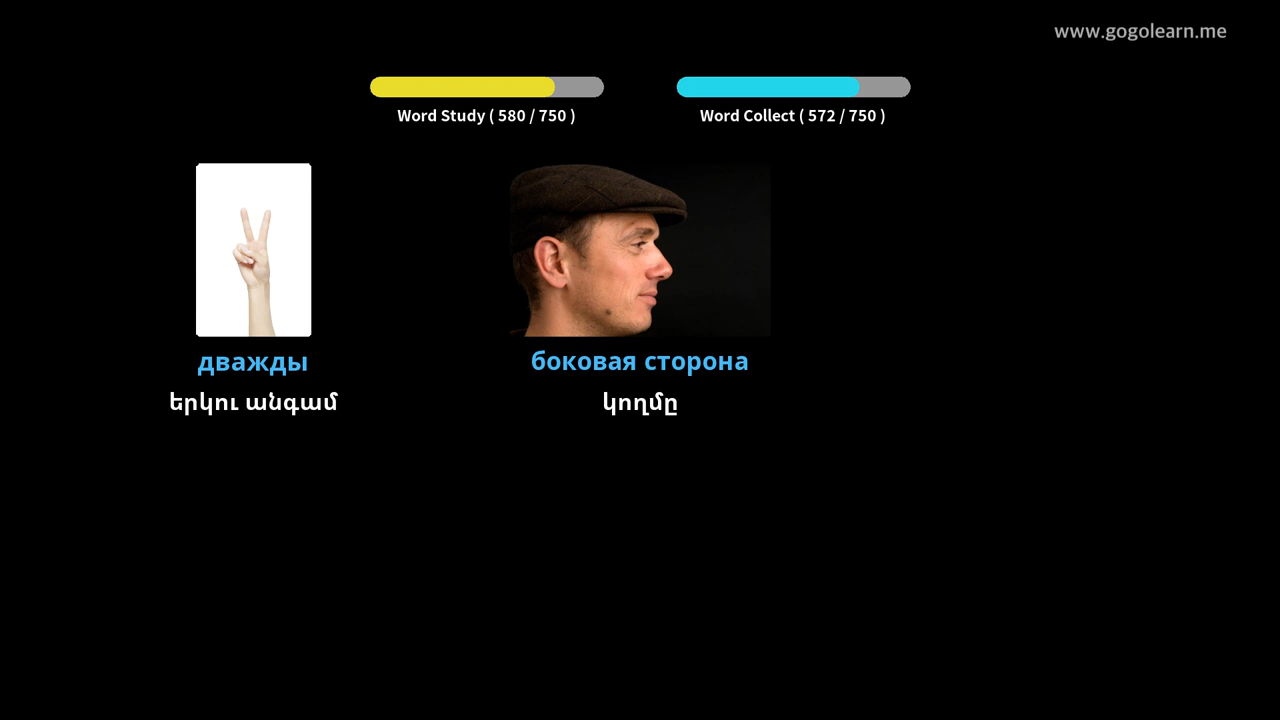 www.gogolearn.me
Word Study ( 580 / 750 )
Word Collect ( 572 / 750 )
дважды
боковая сторона
երկու անգամ
կողմը